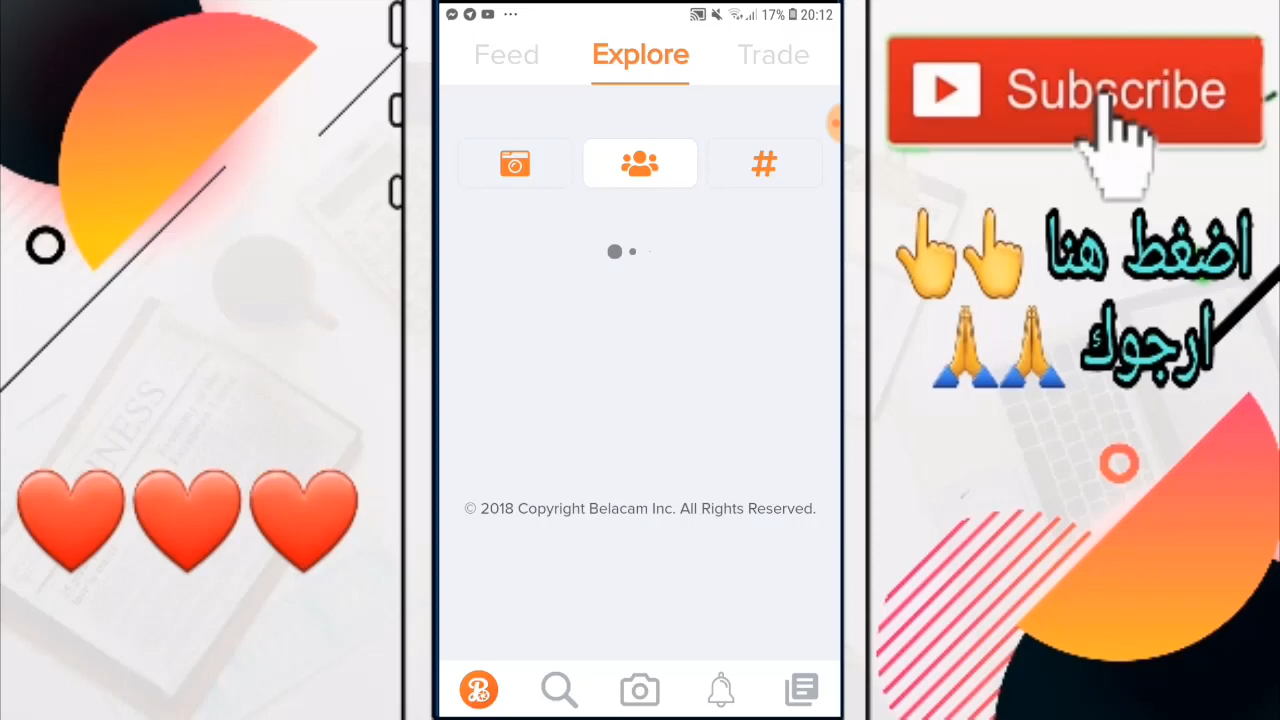 17% 20:12
Feed Explore Trade
#
© 2018 Copyright Belacam Inc. All Rights Reserved.
Subscribe
اضغط هنا
ارجوك